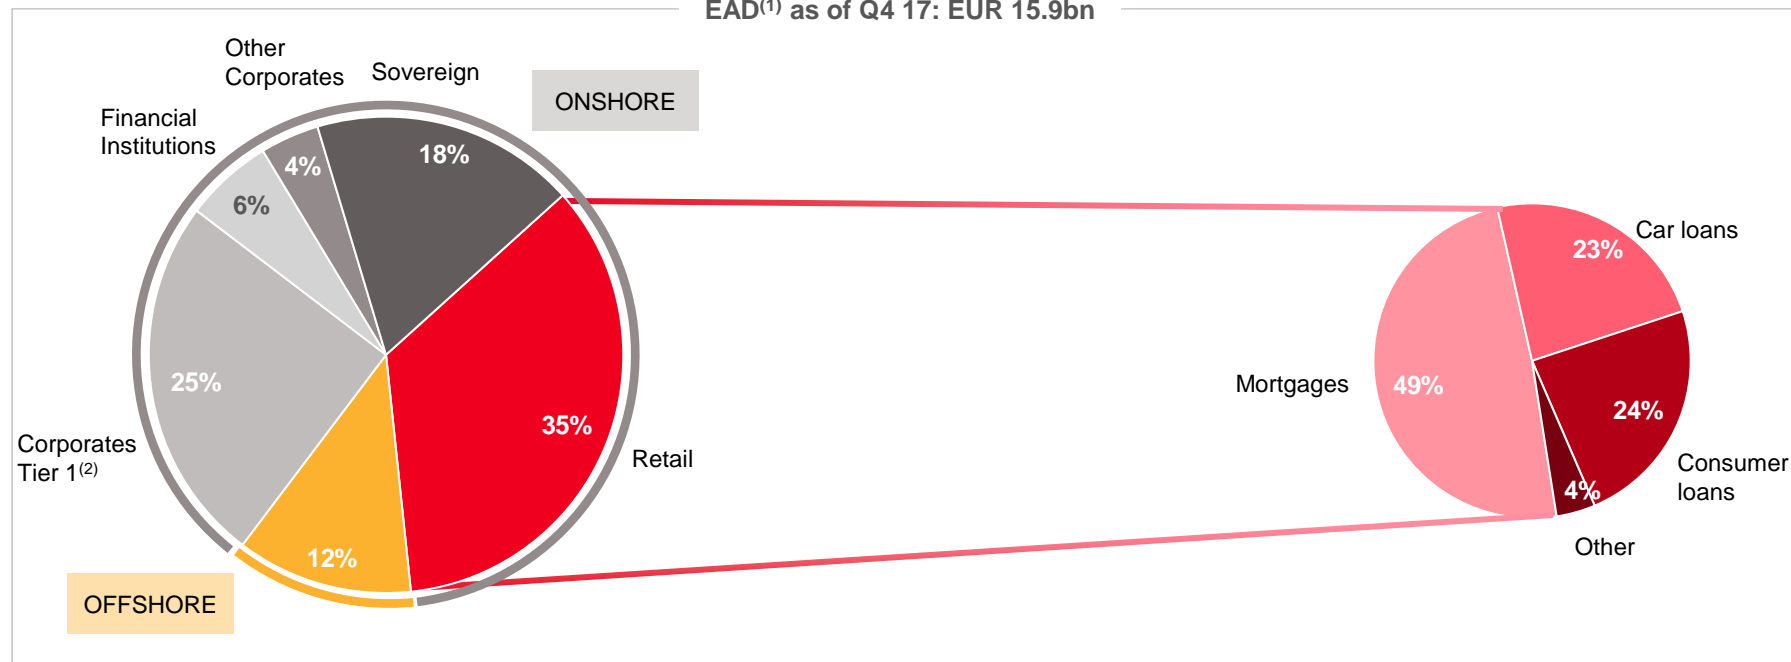 EAD(1) as of Q4 17: EUR 15.9bn
Other
Corporates
Sovereign
ONSHORE
Financial
Institutions
4%
18%
6%
25%
35%
Corporates
Tier 1(2)
Retail
12%
OFFSHORE
Car loans
23%
Mortgages
49%
24%
Consumer
loans
4%
Other